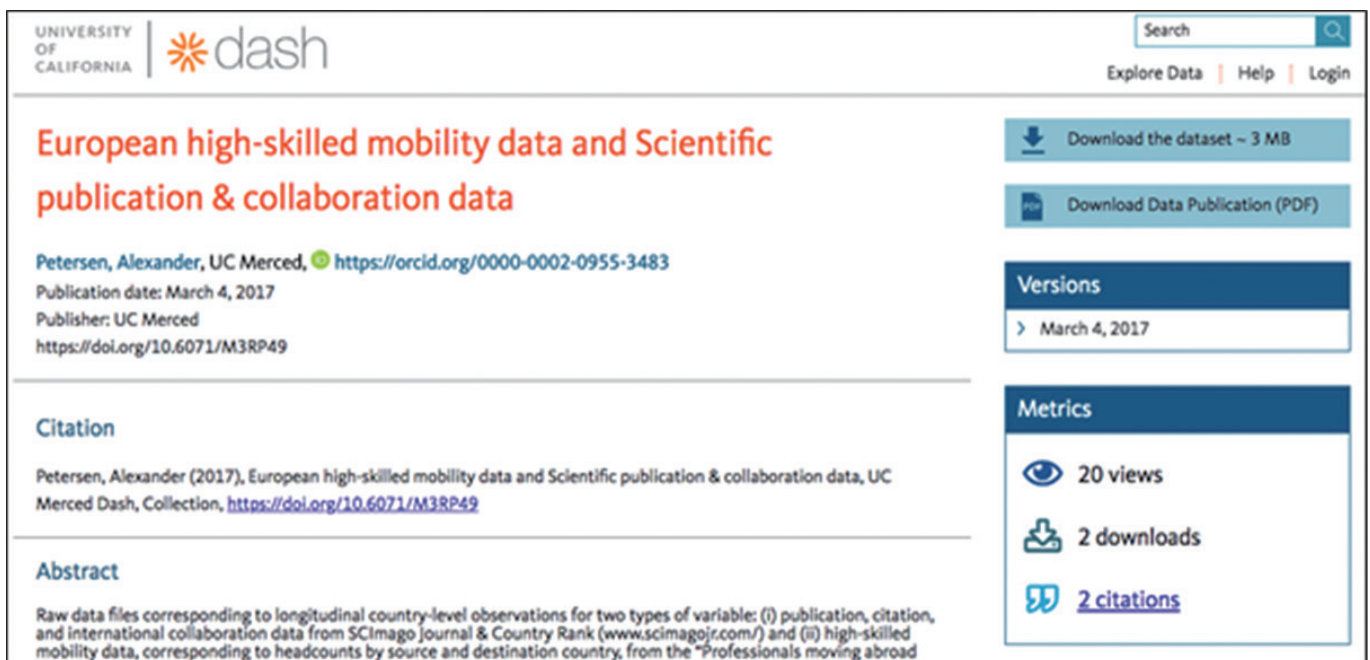 UNIVERSITY
OF
CALIFORNIA
dash
Search
Explore Data | Help | Login
European high-skilled mobility data and Scientific
publication & collaboration data
Petersen, Alexander, UC Merced, iD https://orcid.org/0000-0002-0955-3483
Publication date: March 4, 2017
Publisher: UC Merced
https://doi.org/10.6071/M3RP49
Citation
Petersen, Alexander (2017), European high-skilled mobility data and Scientific publication & collaboration data, UC
Merced Dash, Collection, https://doi.org/10.6071/M3RP49
Abstract
Raw data files corresponding to longitudinal country-level observations for two types of variable: (i) publication, citation,
and international collaboration data from SCImago Journal & Country Rank (www.scimagojr.com/) and (ii) high-skilled
mobility data, corresponding to headcounts by source and destination country, from the "Professionals moving abroad
Download the dataset ~ 3 MB
PDF Download Data Publication (PDF)
Versions
> March 4, 2017
Metrics
20 views
2 downloads
2 citations